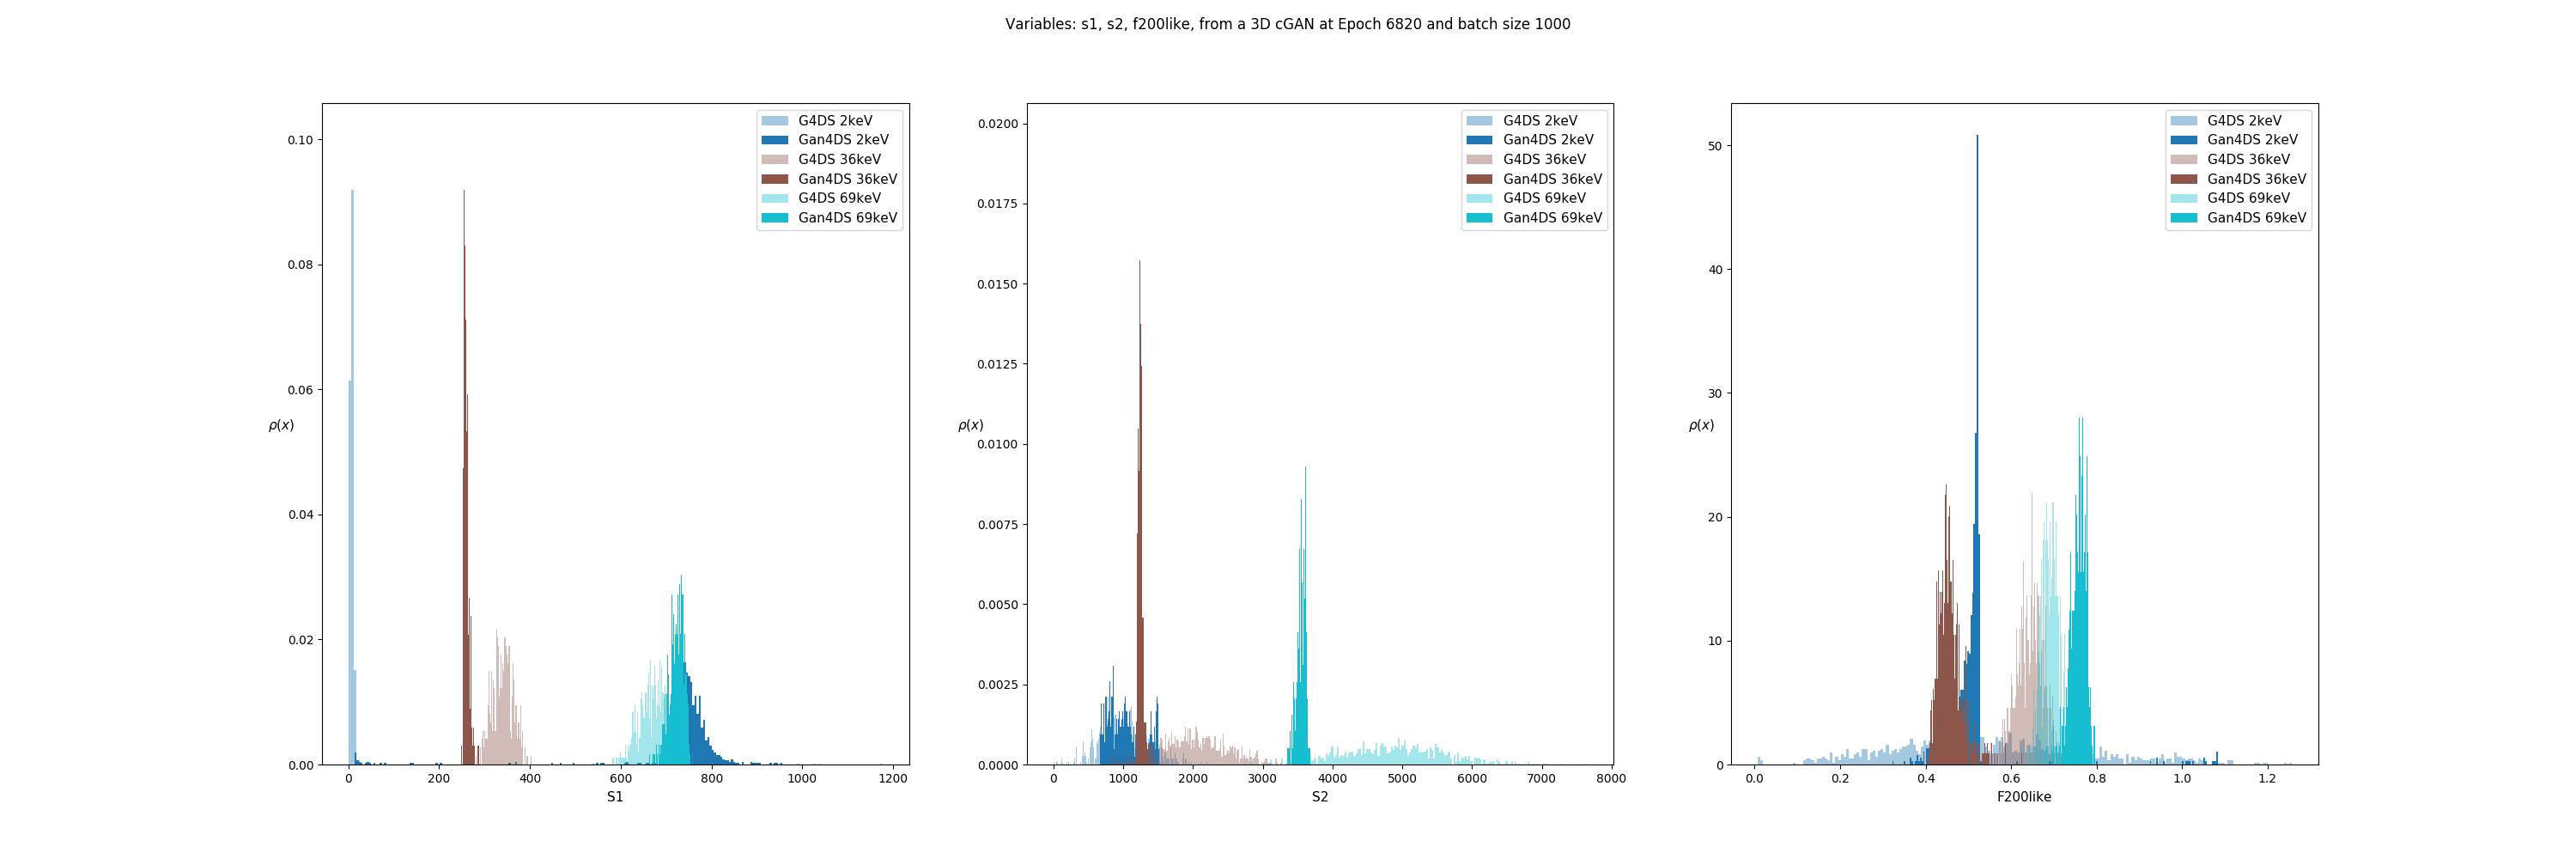 Variables: s1, s2, f200like, from a 3D cGAN at Epoch 6820 and batch size 1000
ρ(x)
0.10
0.08
0.06
0.04
0.02
0.00
0 200 400 600 800 1000 1200
S1
G4DS 2keV
Gan4DS 2keV
G4DS 36keV
Gan4DS 36keV
G4DS 69keV
Gan4DS 69keV
ρ(x)
0.0200
0.0175
0.0150
0.0125
0.0100
0.0075
0.0050
0.0025
0.0000
0 1000 2000 3000 4000 5000 6000 7000 8000
S2
G4DS 2keV
Gan4DS 2keV
G4DS 36keV
Gan4DS 36keV
G4DS 69keV
Gan4DS 69keV
ρ(x)
50
40
30
20
10
0
0.0 0.2 0.4 0.6 0.8 1.0 1.2
F200like
G4DS 2keV
Gan4DS 2keV
G4DS 36keV
Gan4DS 36keV
G4DS 69keV
Gan4DS 69keV